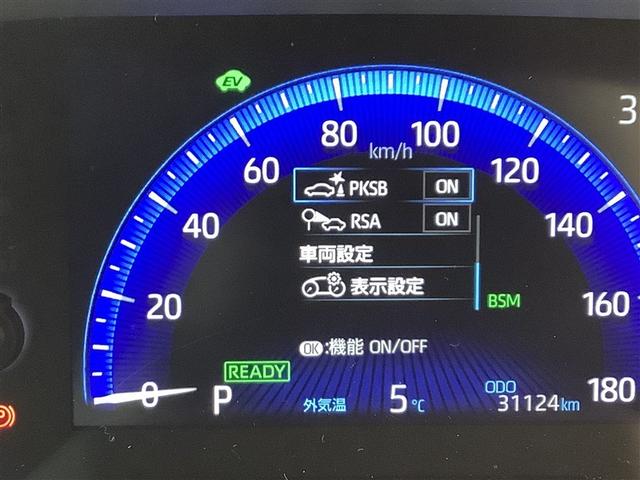 EV
3
km/h
0
20
40
60
80
100
120
140
160
180
PKSB ON
RSA ON
車両設定
表示設定
BSM
OK:機能 ON/OFF
READY
P
外気温 5℃
ODO
31124km